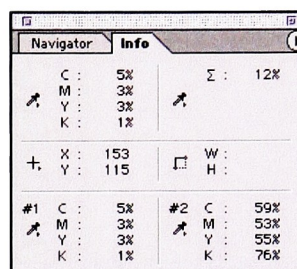 Navigator Info
C : 5% Σ : 12%
M : 3%
Y : 3%
K : 1%
X : 153 W :
Y : 115 H :
#1 C : 5% #2 C : 59%
M : 3% M : 53%
Y : 3% Y : 55%
K : 1% K : 76%